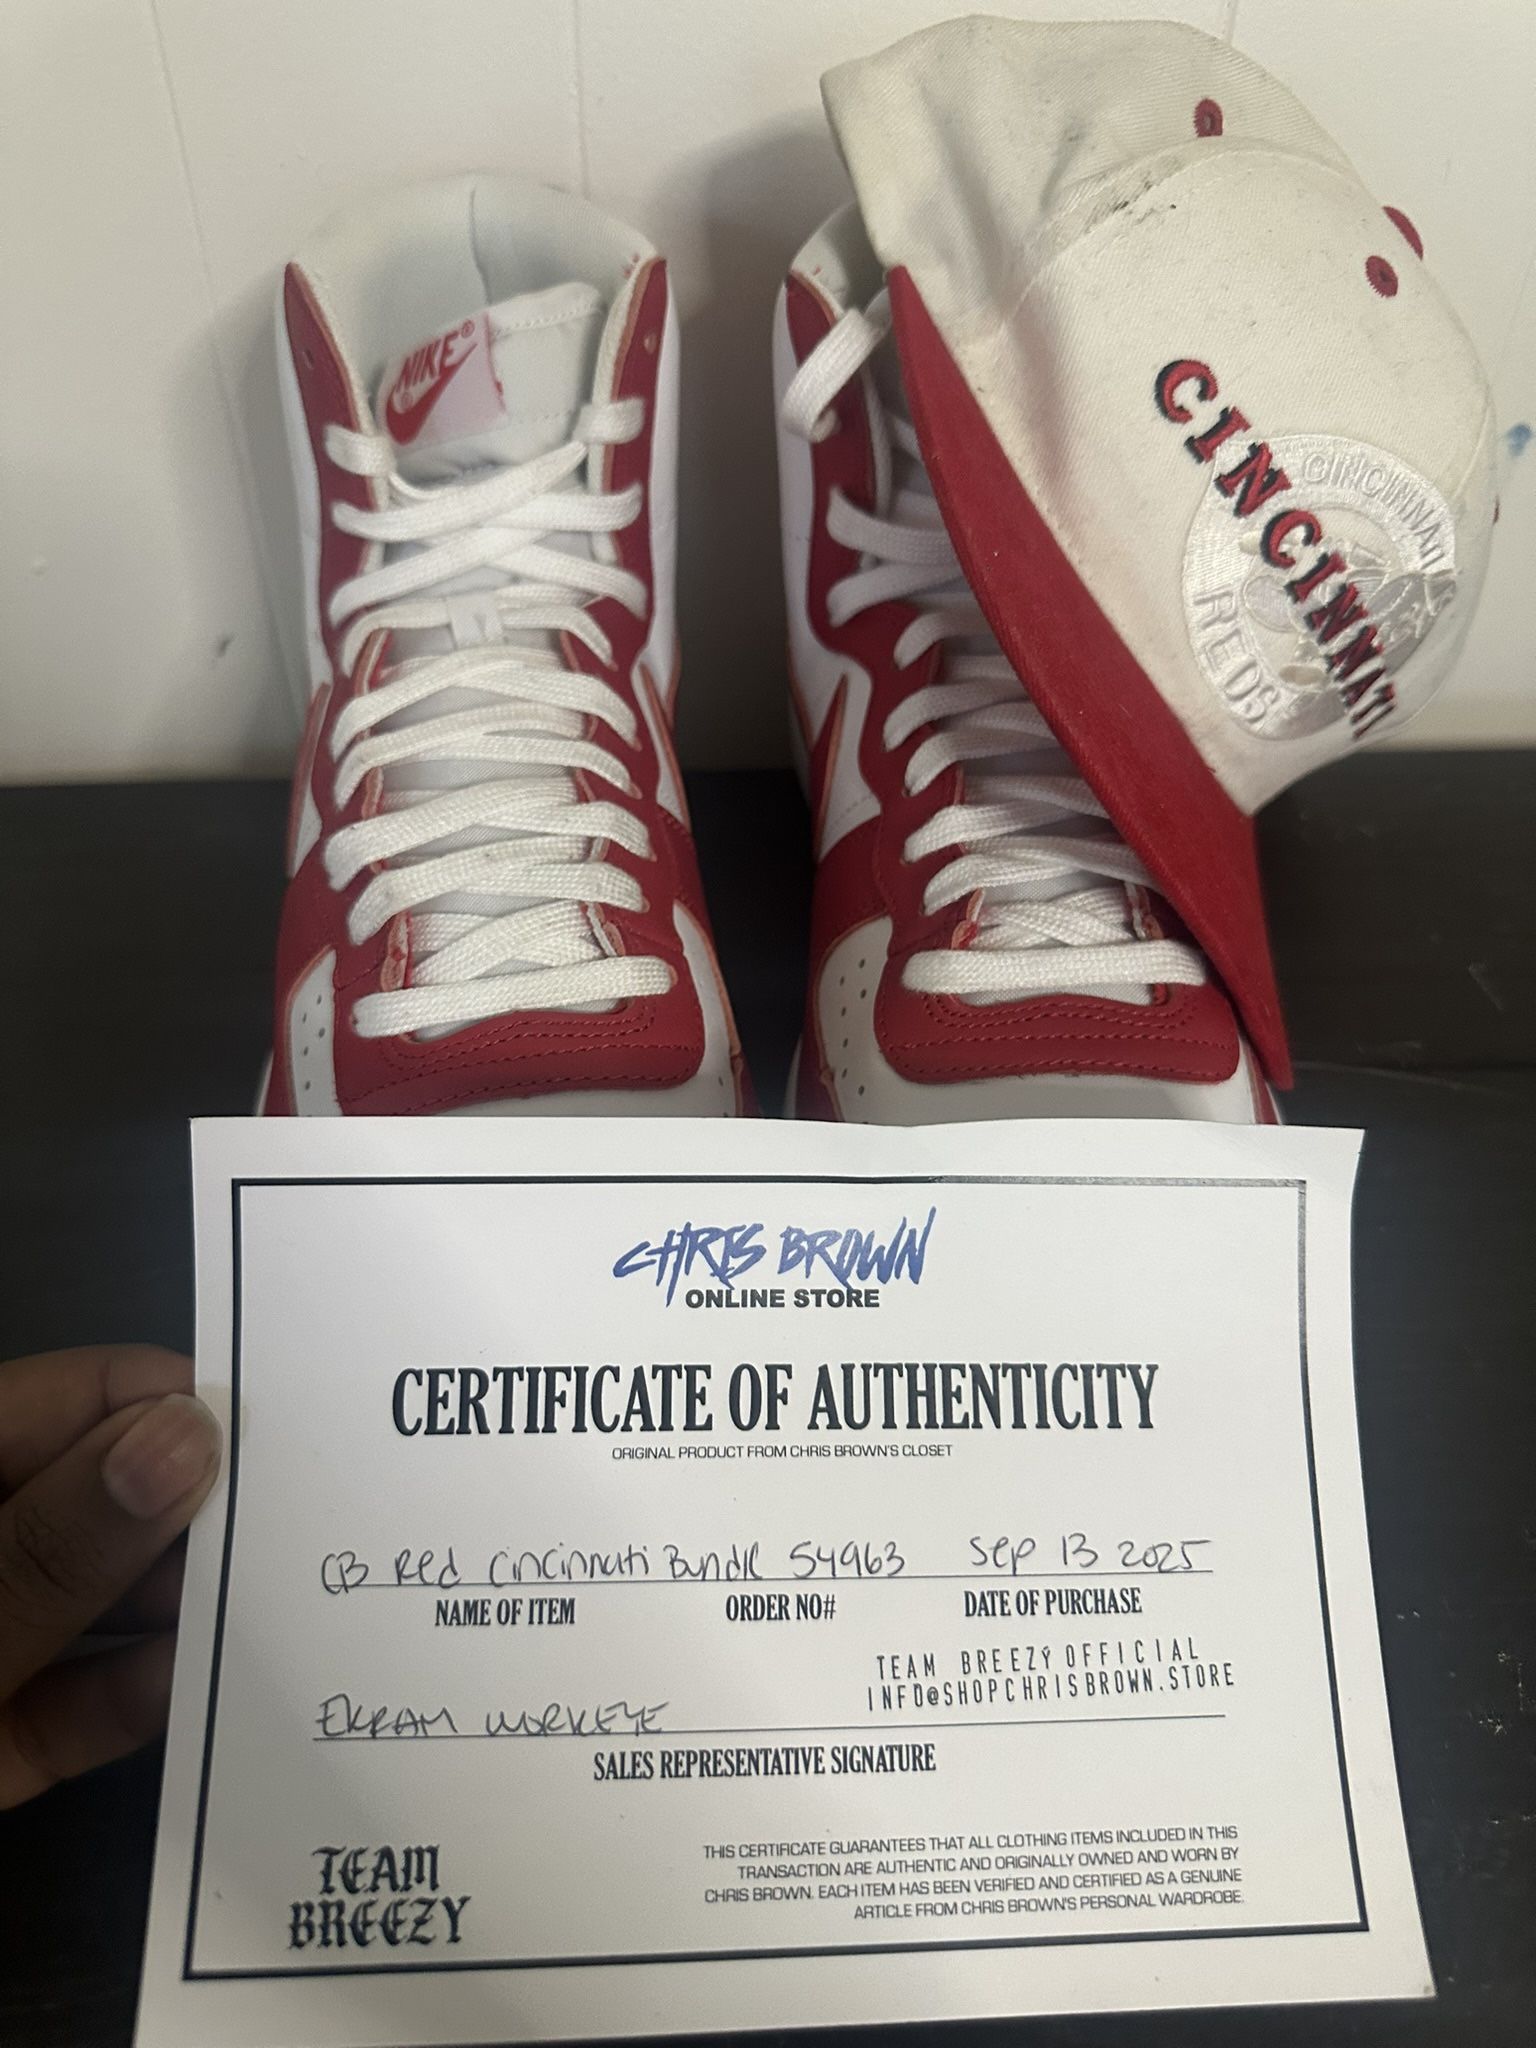 NIKE®
CINCINNATI
CINCINNATI
REDS
CHRIS BROWN
ONLINE STORE
CERTIFICATE OF AUTHENTICITY
ORIGINAL PRODUCT FROM CHRIS BROWN'S CLOSET
CB Red Cincinnati Bundle 54963 Sep 13 2025
NAME OF ITEM ORDER NO# DATE OF PURCHASE
TEAM BREEZY OFFICIAL
INFO@SHOPCHRISBROWN.STORE
EKRAM WORKEYE
SALES REPRESENTATIVE SIGNATURE
TEAM
BREEZY
THIS CERTIFICATE GUARANTEES THAT ALL CLOTHING ITEMS INCLUDED IN THIS
TRANSACTION ARE AUTHENTIC AND ORIGINALLY OWNED AND WORN BY
CHRIS BROWN. EACH ITEM HAS BEEN VERIFIED AND CERTIFIED AS A GENUINE
ARTICLE FROM CHRIS BROWN'S PERSONAL WARDROBE.